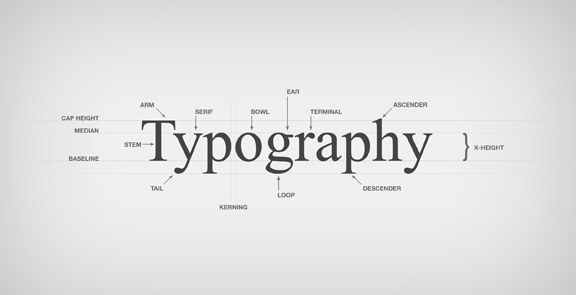 EAR
ARM
ASCENDER
SERIF
BOWL
TERMINAL
CAP HEIGHT
MEDIAN
STEM
Typography
X-HEIGHT
BASELINE
TAIL
DESCENDER
LOOP
KERNING